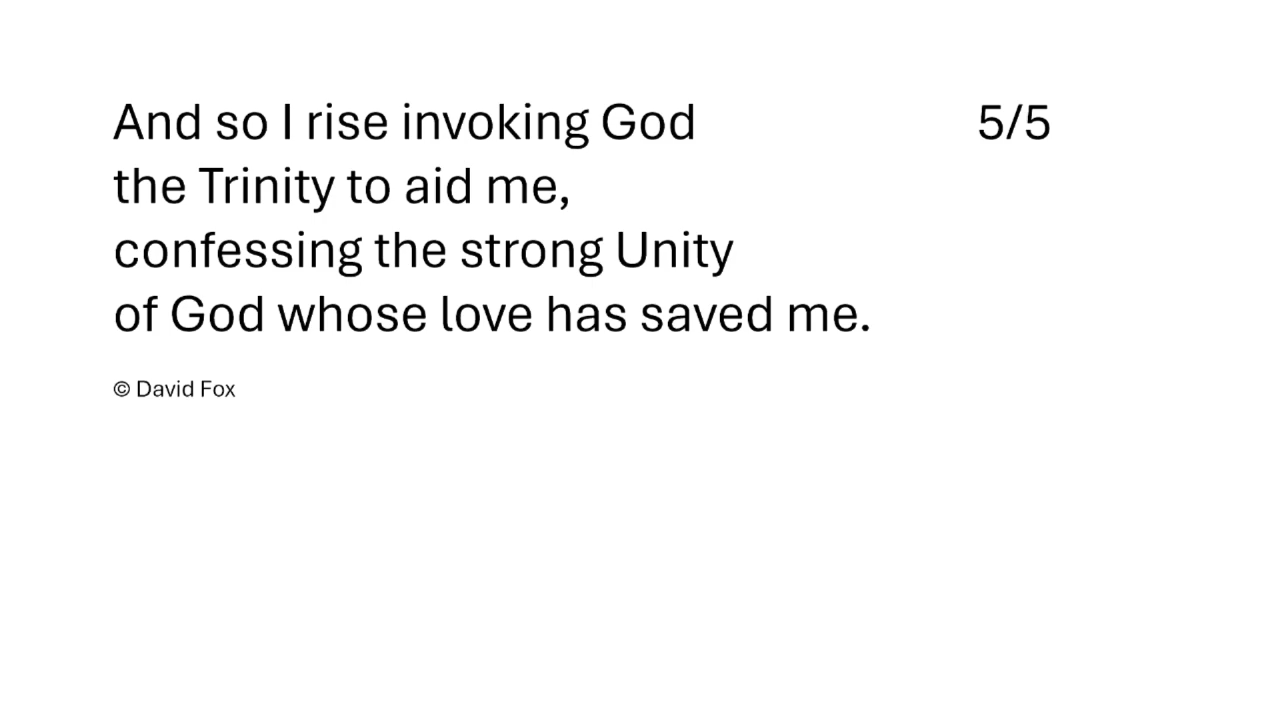 And so I rise invoking God 5/5
the Trinity to aid me,
confessing the strong Unity
of God whose love has saved me.
© David Fox